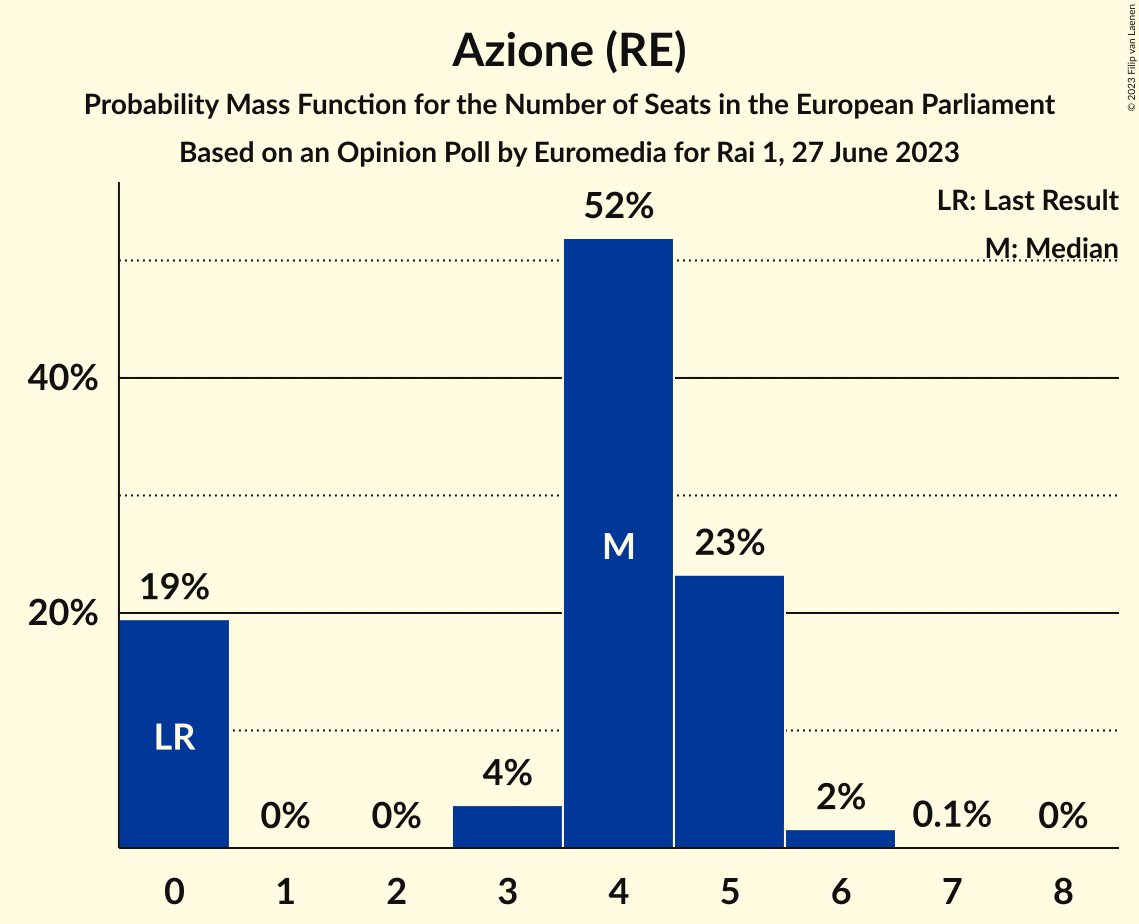 Azione (RE)
Probability Mass Function for the Number of Seats in the European Parliament
Based on an Opinion Poll by Euromedia for Rai 1, 27 June 2023
© 2023 Filip van Laenen
LR: Last Result
M: Median
52%
40%
M
23%
19%
20%
LR
4%
0%
0%
2%
0.1%
0%
0 1 2 3 4 5 6 7 8